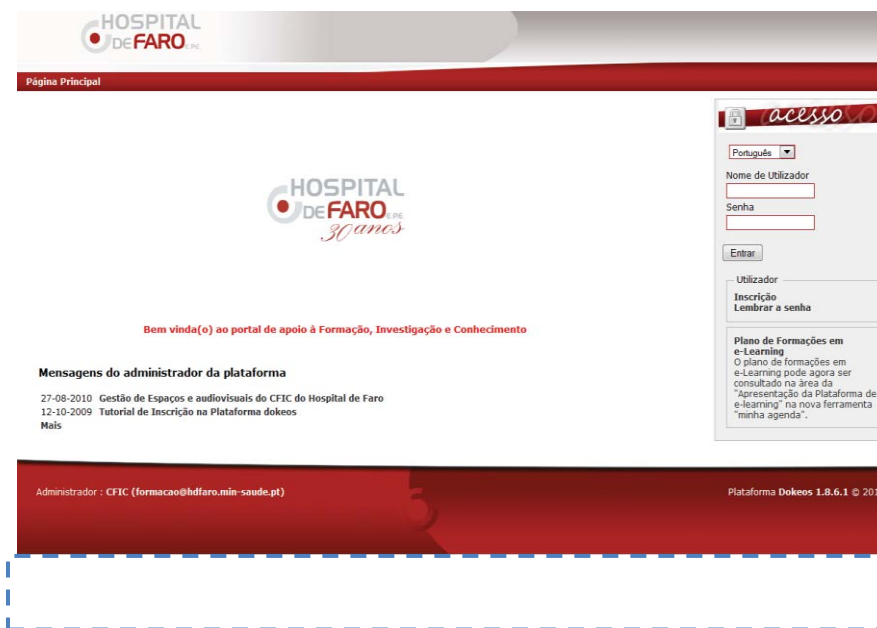 HOSPITAL
DE FARO E.P.E.
Página Principal
acesso
Português
Nome de Utilizador
Senha
Entrar
Utilizador
Inscrição
Lembrar a senha
Plano de Formações em
e-Learning
O plano de formações em
e-Learning pode agora ser
consultado na àrea da
"Apresentação da Plataforma de
e-learning" na nova ferramenta
"minha agenda".
HOSPITAL
DE FARO E.P.E.
30 anos
Bem vinda(o) ao portal de apoio à Formação, Investigação e Conhecimento
Mensagens do administrador da plataforma
27-08-2010 Gestão de Espaços e audiovisuais do CFIC do Hospital de Faro
12-10-2009 Tutorial de Inscrição na Plataforma dokeos
Mais
Administrador : CFIC (formacao@hdfaro.min-saude.pt)
Plataforma Dokeos 1.8.6.1 © 201